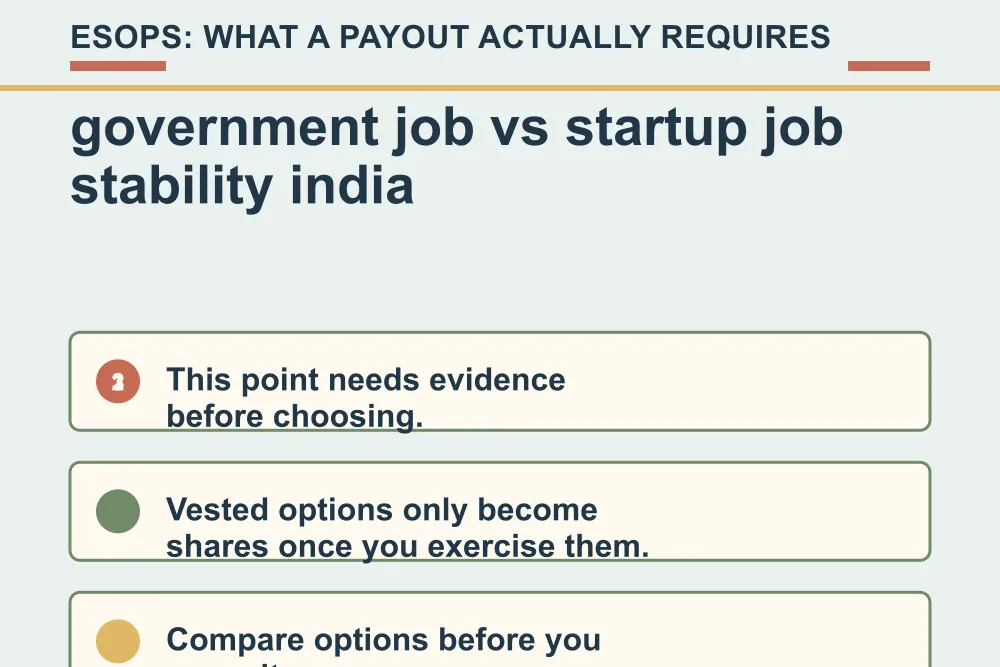 ESOPS: WHAT A PAYOUT ACTUALLY REQUIRES
government job vs startup job
stability india
This point needs evidence
before choosing.
Vested options only become
shares once you exercise them.
Compare options before you